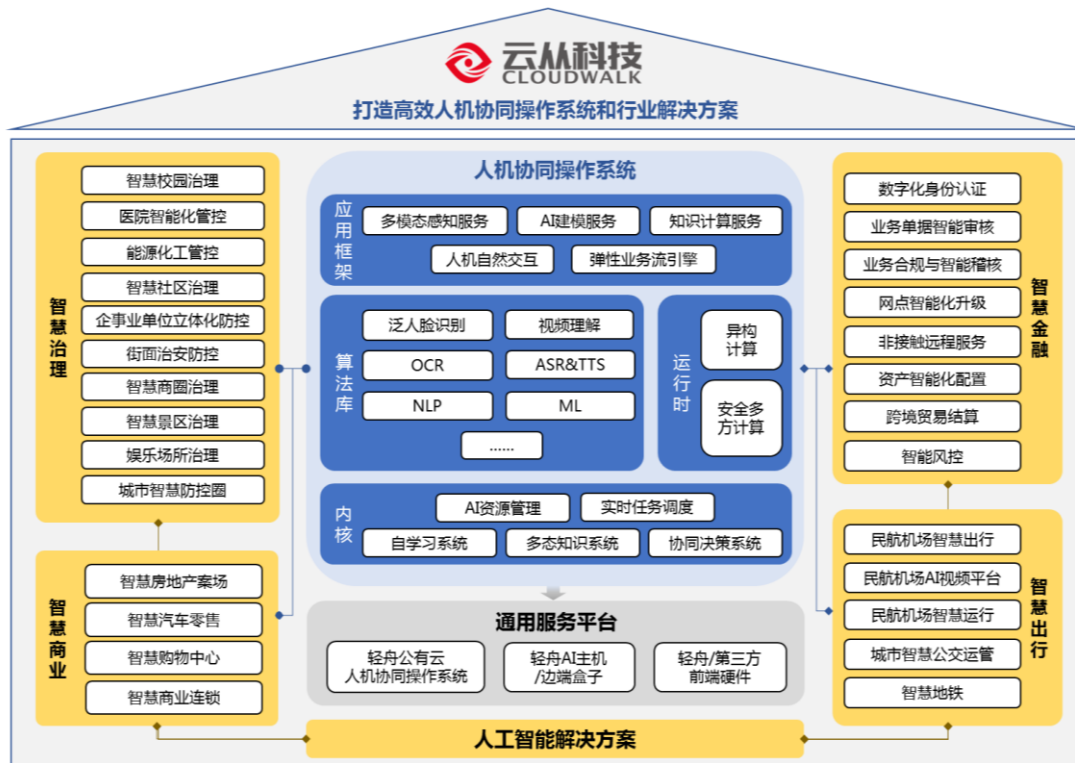 云从科技
CLOUDWALK
打造高效人机协同操作系统和行业解决方案
智慧治理
智慧校园治理
医院智能化管控
能源化工管控
智慧社区治理
企事业单位立体化防控
街面治安防控
智慧商圈治理
智慧景区治理
娱乐场所治理
城市智慧防控圈
智慧商业
智慧房地产案场
智慧汽车零售
智慧购物中心
智慧商业连锁
人机协同操作系统
应用框架
多模态感知服务
AI建模服务
知识计算服务
人机自然交互
弹性业务流引擎
算法库
泛人脸识别
视频理解
OCR
ASR&TTS
NLP
ML
......
运行时
异构
计算
安全多
方计算
内核
AI资源管理
实时任务调度
自学习系统
多态知识系统
协同决策系统
通用服务平台
轻舟公有云
人机协同操作系统
轻舟AI主机
/边端盒子
轻舟/第三方
前端硬件
智慧金融
数字化身份认证
业务单据智能审核
业务合规与智能稽核
网点智能化升级
非接触远程服务
资产智能化配置
跨境贸易结算
智能风控
智慧出行
民航机场智慧出行
民航机场AI视频平台
民航机场智慧运行
城市智慧公交运管
智慧地铁
人工智能解决方案